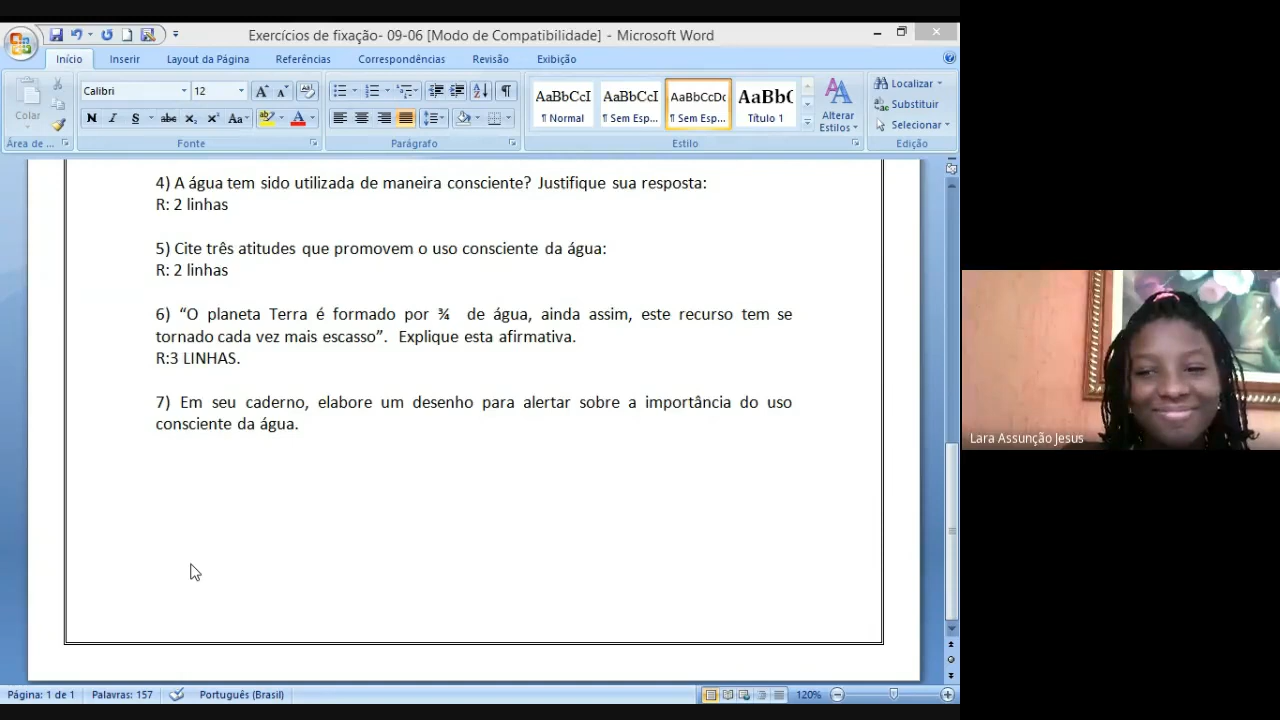 Exercícios de fixação- 09-06 [Modo de Compatibilidade] - Microsoft Word
Início Inserir Layout da Página Referências Correspondências Revisão Exibição
Colar
Área de ...
Calibri 12
N I S abc x₂ x² Aa
Fonte
Parágrafo
AaBbCcI AaBbCcI AaBbCcDc AaBbC
¶ Normal ¶ Sem Esp... ¶ Sem Esp... Título 1
Estilo
Alterar
Estilos
Localizar
Substituir
Selecionar
Edição
4) A água tem sido utilizada de maneira consciente? Justifique sua resposta:
R: 2 linhas
5) Cite três atitudes que promovem o uso consciente da água:
R: 2 linhas
6) “O planeta Terra é formado por ¾ de água, ainda assim, este recurso tem se
tornado cada vez mais escasso”. Explique esta afirmativa.
R:3 LINHAS.
7) Em seu caderno, elabore um desenho para alertar sobre a importância do uso
consciente da água.
Lara Assunção Jesus
Página: 1 de 1 Palavras: 157 Português (Brasil) 120%